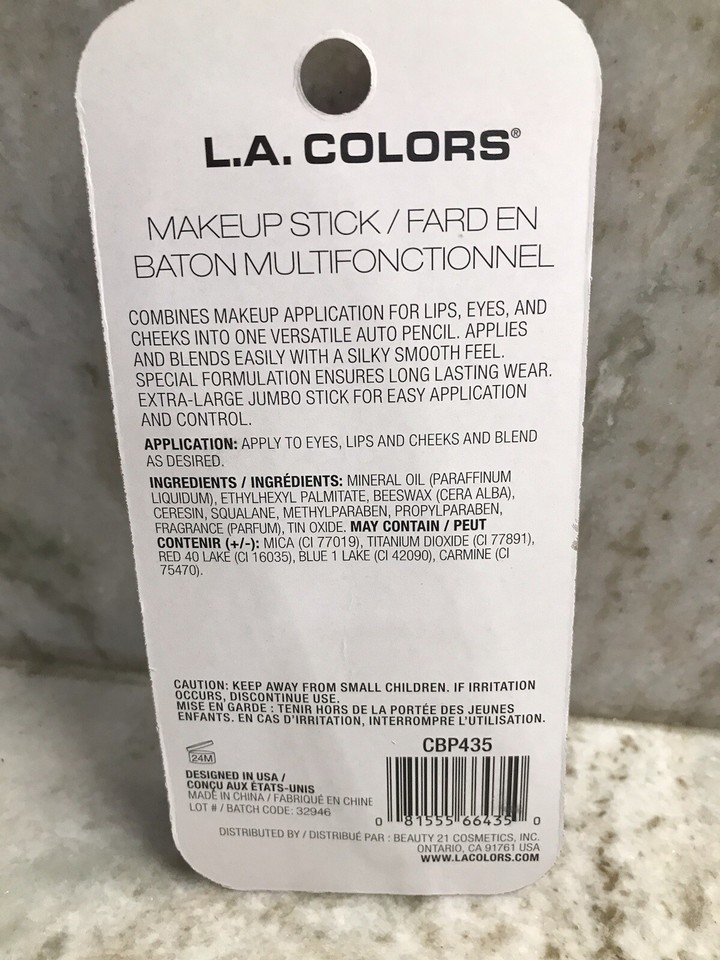 L.A. COLORS®
MAKEUP STICK / FARD EN
BATON MULTIFONCTIONNEL
COMBINES MAKEUP APPLICATION FOR LIPS, EYES, AND
CHEEKS INTO ONE VERSATILE AUTO PENCIL. APPLIES
AND BLENDS EASILY WITH A SILKY SMOOTH FEEL.
SPECIAL FORMULATION ENSURES LONG LASTING WEAR.
EXTRA-LARGE JUMBO STICK FOR EASY APPLICATION
AND CONTROL.
APPLICATION: APPLY TO EYES, LIPS AND CHEEKS AND BLEND
AS DESIRED.
INGREDIENTS / INGRÉDIENTS: MINERAL OIL (PARAFFINUM
LIQUIDUM), ETHYLHEXYL PALMITATE, BEESWAX (CERA ALBA),
CERESIN, SQUALANE, METHYLPARABEN, PROPYLPARABEN,
FRAGRANCE (PARFUM), TIN OXIDE. MAY CONTAIN / PEUT
CONTENIR (+/-): MICA (CI 77019), TITANIUM DIOXIDE (CI 77891),
RED 40 LAKE (CI 16035), BLUE 1 LAKE (CI 42090), CARMINE (CI
75470).
CAUTION: KEEP AWAY FROM SMALL CHILDREN. IF IRRITATION
OCCURS, DISCONTINUE USE.
MISE EN GARDE : TENIR HORS DE LA PORTÉE DES JEUNES
ENFANTS. EN CAS D'IRRITATION, INTERROMPRE L'UTILISATION.
24M
DESIGNED IN USA /
CONÇU AUX ÉTATS-UNIS
MADE IN CHINA / FABRIQUÉ EN CHINE
LOT # / BATCH CODE: 32946
CBP435
0 81555 66435 0
DISTRIBUTED BY / DISTRIBUÉ PAR : BEAUTY 21 COSMETICS, INC.
ONTARIO, CA 91761 USA
WWW.LACOLORS.COM